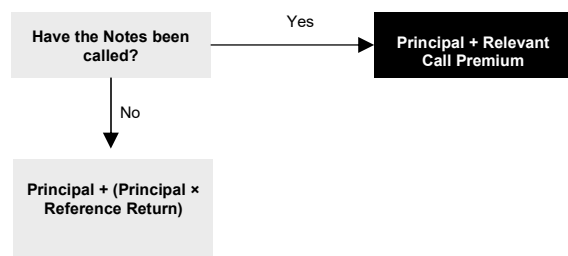 Have the Notes been
called?
Yes
Principal + Relevant
Call Premium
No
Principal + (Principal ×
Reference Return)